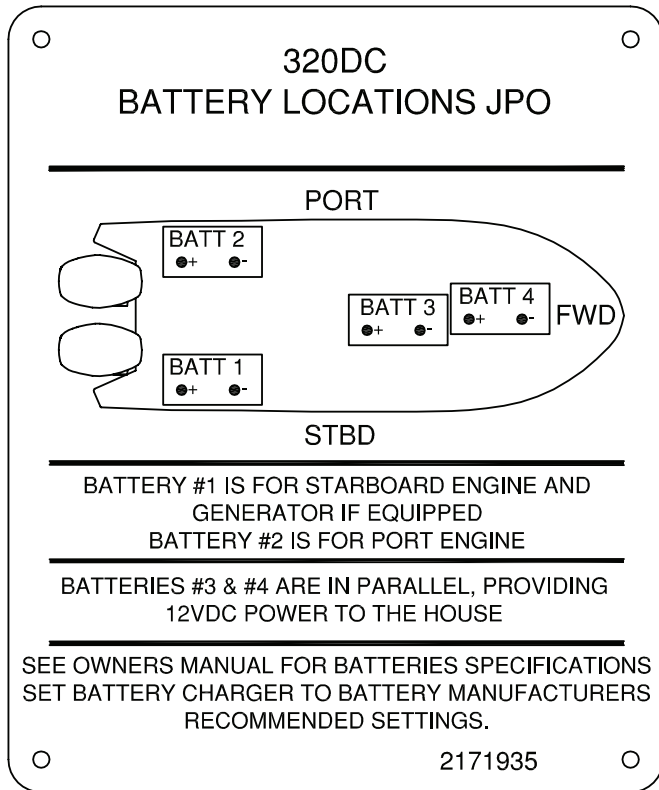 320DC
BATTERY LOCATIONS JPO
PORT
BATT 2
+ -
BATT 3
+ -
BATT 4
+ -
FWD
BATT 1
+ -
STBD
BATTERY #1 IS FOR STARBOARD ENGINE AND
GENERATOR IF EQUIPPED
BATTERY #2 IS FOR PORT ENGINE
BATTERIES #3 & #4 ARE IN PARALLEL, PROVIDING
12VDC POWER TO THE HOUSE
SEE OWNERS MANUAL FOR BATTERIES SPECIFICATIONS
SET BATTERY CHARGER TO BATTERY MANUFACTURERS
RECOMMENDED SETTINGS.
2171935